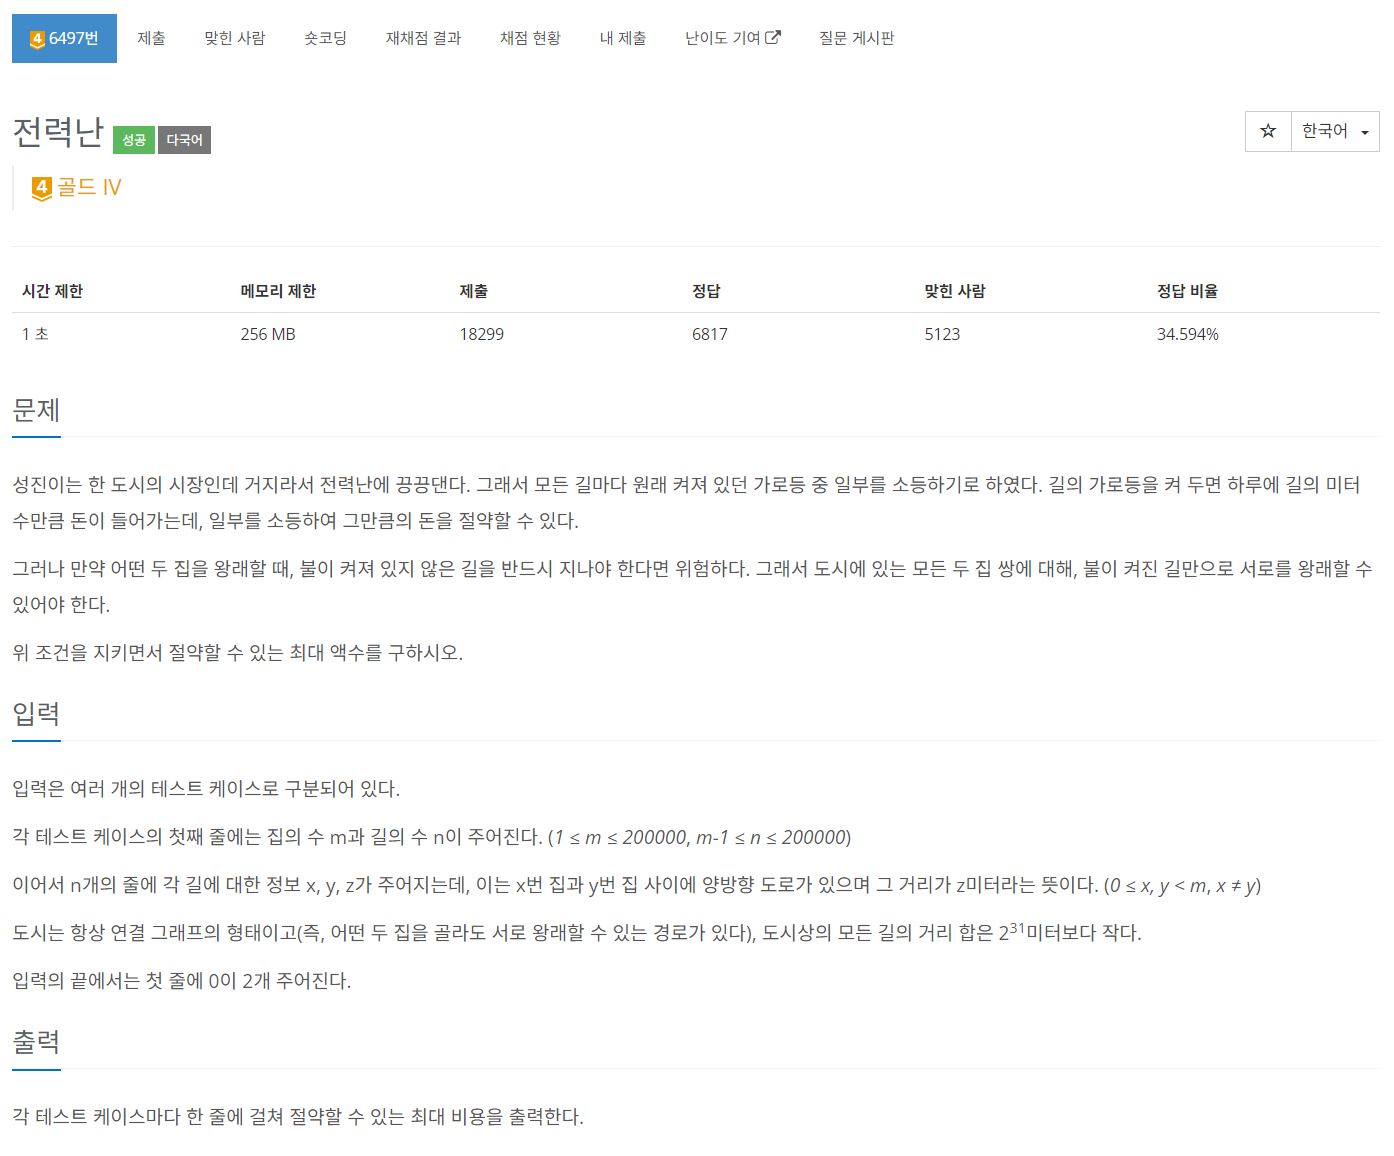 4 6497번 제출 맞힌 사람 숏코딩 재채점 결과 채점 현황 내 제출 난이도 기여 질문 게시판
전력난 성공 다국어 한국어
4 골드 IV
시간 제한 메모리 제한 제출 정답 맞힌 사람 정답 비율
1 초 256 MB 18299 6817 5123 34.594%
문제
성진이는 한 도시의 시장인데 거지라서 전력난에 끙끙댄다. 그래서 모든 길마다 원래 켜져 있던 가로등 중 일부를 소등하기로 하였다. 길의 가로등을 켜 두면 하루에 길의 미터
수만큼 돈이 들어가는데, 일부를 소등하여 그만큼의 돈을 절약할 수 있다.
그러나 만약 어떤 두 집을 왕래할 때, 불이 켜져 있지 않은 길을 반드시 지나야 한다면 위험하다. 그래서 도시에 있는 모든 두 집 쌍에 대해, 불이 켜진 길만으로 서로를 왕래할 수
있어야 한다.
위 조건을 지키면서 절약할 수 있는 최대 액수를 구하시오.
입력
입력은 여러 개의 테스트 케이스로 구분되어 있다.
각 테스트 케이스의 첫째 줄에는 집의 수 m과 길의 수 n이 주어진다. (1 ≤ m ≤ 200000, m-1 ≤ n ≤ 200000)
이어서 n개의 줄에 각 길에 대한 정보 x, y, z가 주어지는데, 이는 x번 집과 y번 집 사이에 양방향 도로가 있으며 그 거리가 z미터라는 뜻이다. (0 ≤ x, y < m, x ≠ y)
도시는 항상 연결 그래프의 형태이고(즉, 어떤 두 집을 골라도 서로 왕래할 수 있는 경로가 있다), 도시상의 모든 길의 거리 합은 2³¹미터보다 작다.
입력의 끝에서는 첫 줄에 0이 2개 주어진다.
출력
각 테스트 케이스마다 한 줄에 걸쳐 절약할 수 있는 최대 비용을 출력한다.